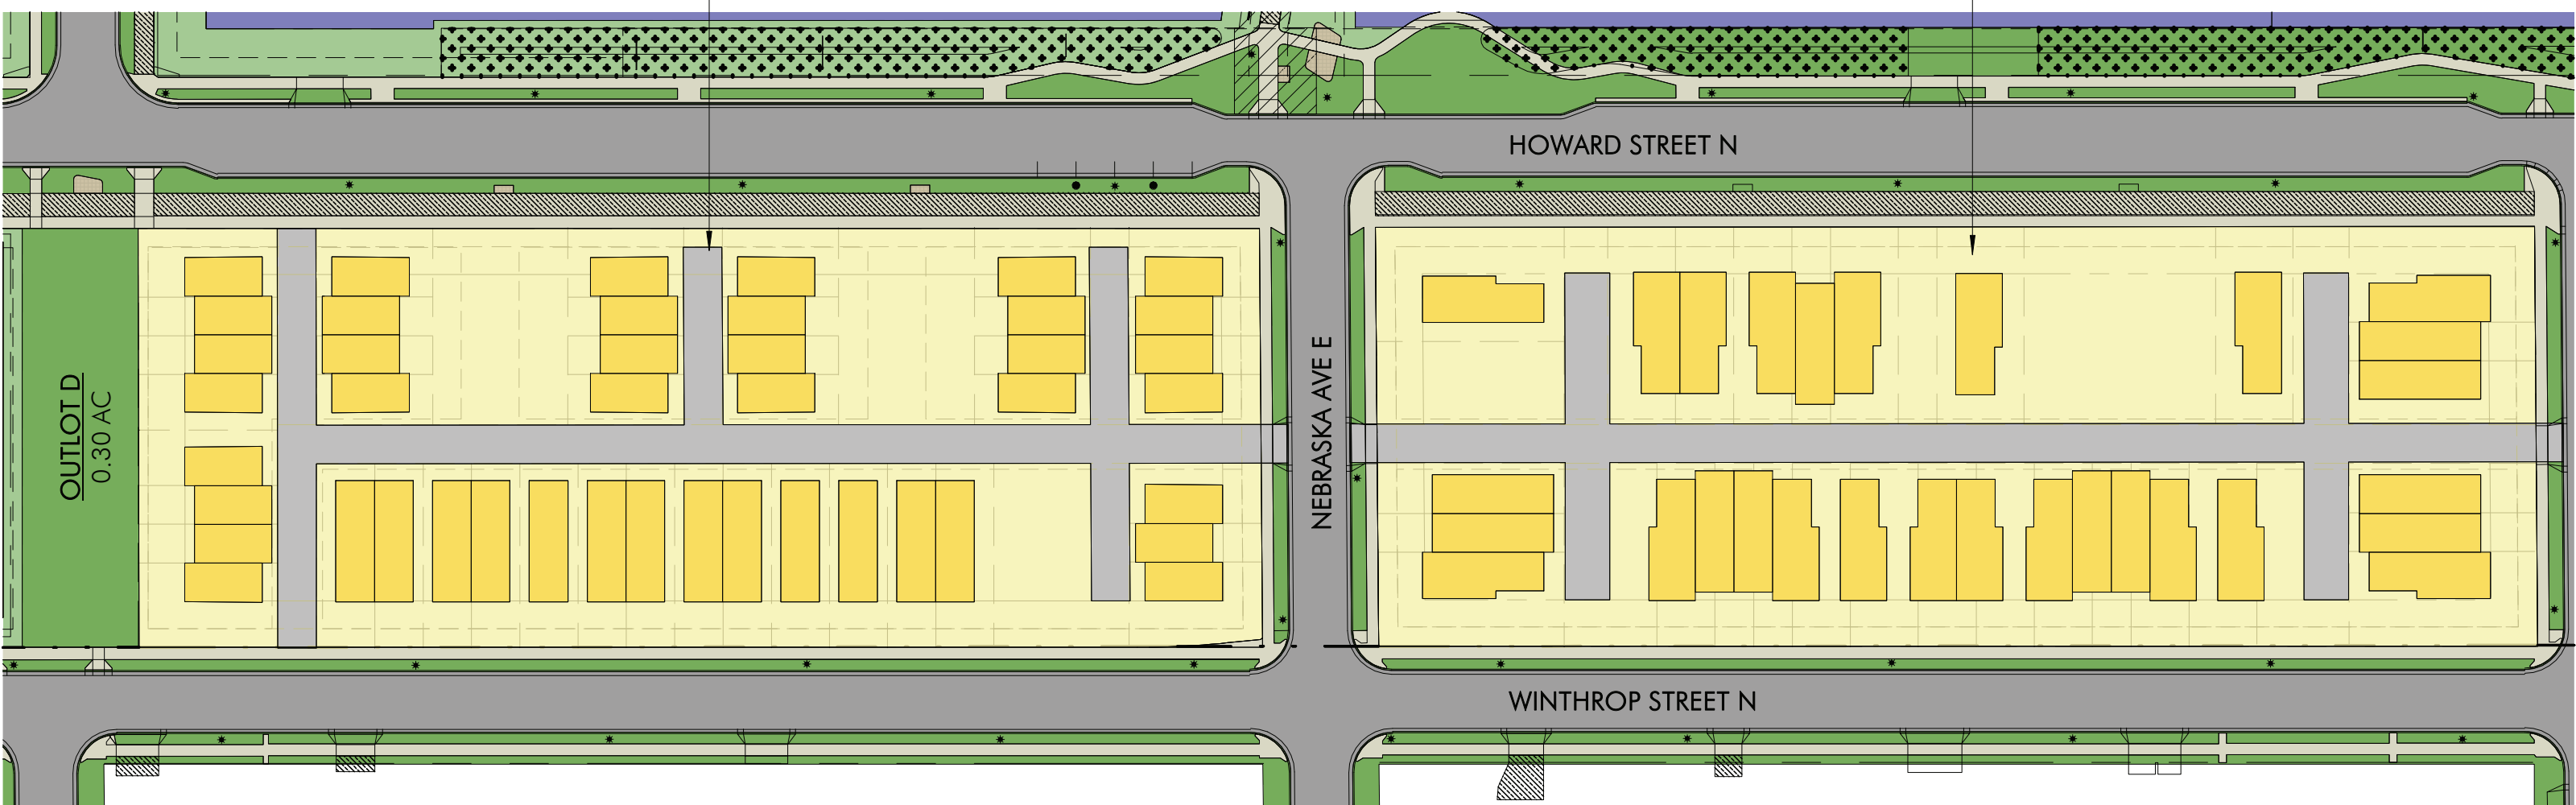 HOWARD STREET N
OUTLOT D
0.30 AC
NEBRASKA AVE E
WINTHROP STREET N